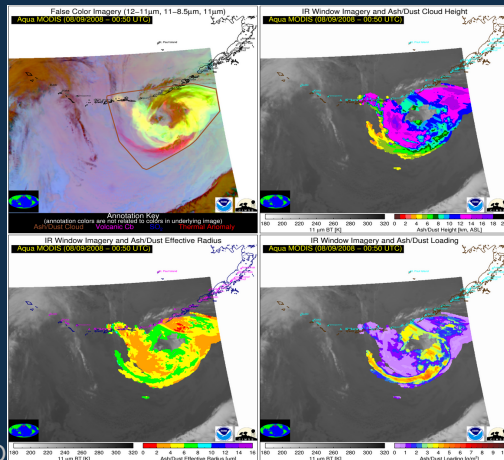 False Color Imagery (12–11μm, 11–8.5μm, 11μm)
Aqua MODIS (08/09/2008 – 00:50 UTC)
Annotation Key
(annotation colors are not related to colors in underlying image)
Ash/Dust Cloud Volcanic Cb Thermal Anomaly
IR Window Imagery and Ash/Dust Cloud Height
Aqua MODIS (08/09/2008 – 00:50 UTC)
180 200 220 240 260 280 300 320
11 μm BT [K]
0 2 4 6 8 10 12 14 16 18
Ash/Dust Height [km, ASL]
IR Window Imagery and Ash/Dust Effective Radius
Aqua MODIS (08/09/2008 – 00:50 UTC)
180 200 220 240 260 280 300 320
11 μm BT [K]
0 2 4 6 8 10 12 14 16
Ash/Dust Effective Radius [μm]
IR Window Imagery and Ash/Dust Loading
Aqua MODIS (08/09/2008 – 00:50 UTC)
180 200 220 240 260 280 300 320
11 μm BT [K]
0 1 2 3 4 5 6 7 8
Ash/Dust Loading